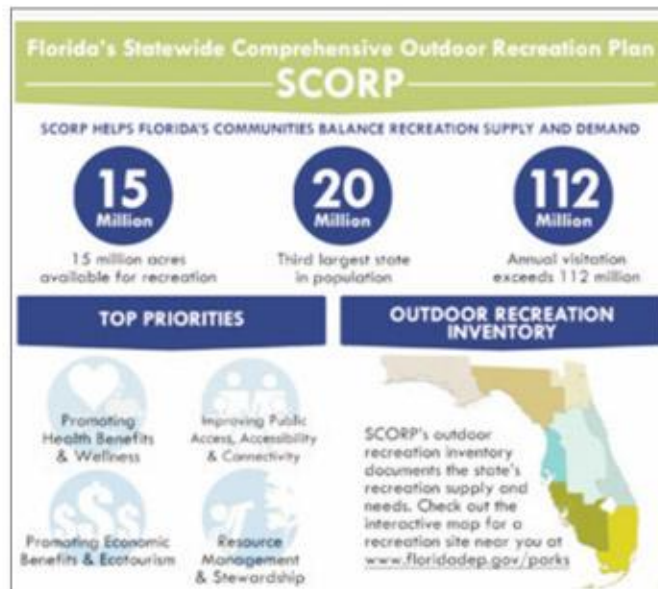 Florida's Statewide Comprehensive Outdoor Recreation Plan
SCORP
SCORP HELPS FLORIDA'S COMMUNITIES BALANCE RECREATION SUPPLY AND DEMAND
15
Million
15 million acres
available for recreation
20
Million
Third largest state
in population
112
Million
Annual visitation
exceeds 112 million
TOP PRIORITIES
Promoting
Health Benefits
& Wellness
Improving Public
Access, Accessibility
& Connectivity
Promoting Economic
Benefits & Ecotourism
Resource
Management
& Stewardship
OUTDOOR RECREATION
INVENTORY
SCORP's outdoor
recreation inventory
documents the state's
recreation supply and
needs. Check out the
interactive map for a
recreation site near you at
www.floridadep.gov/parks